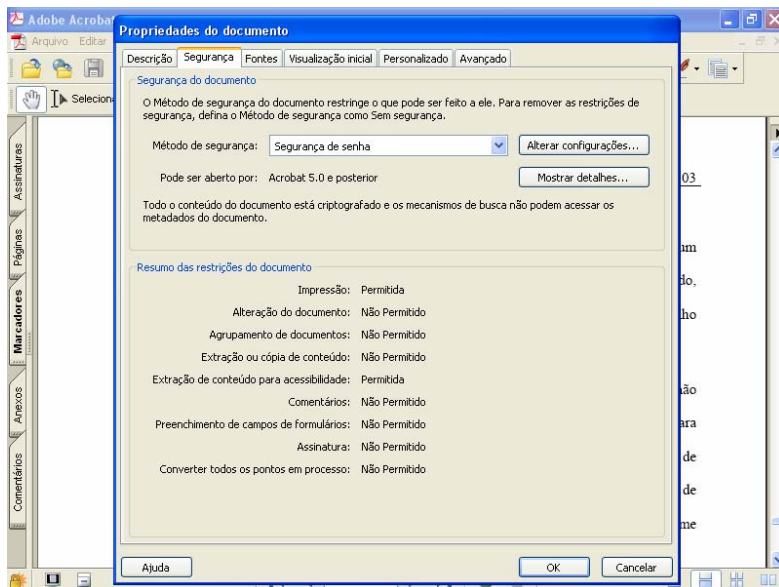 Adobe Acrobat
Propriedades do documento
Arquivo Editar
Descrição Segurança Fontes Visualização inicial Personalizado Avançado
Segurança do documento
O Método de segurança do documento restringe o que pode ser feito a ele. Para remover as restrições de
segurança, defina o Método de segurança como Sem segurança.
Método de segurança: Segurança de senha Alterar configurações...
Pode ser aberto por: Acrobat 5.0 e posterior Mostrar detalhes...
Todo o conteúdo do documento está criptografado e os mecanismos de busca não podem acessar os
metadados do documento.
Resumo das restrições do documento
Impressão: Permitida
Alteração do documento: Não Permitido
Agrupamento de documentos: Não Permitido
Extração ou cópia de conteúdo: Não Permitido
Extração de conteúdo para acessibilidade: Permitida
Comentários: Não Permitido
Preenchimento de campos de formulários: Não Permitido
Assinatura: Não Permitido
Converter todos os pontos em processo: Não Permitido
Ajuda OK Cancelar
Selecion
Assinaturas
Páginas
Marcadores
Anexos
Comentários
03
um
do,
ho
ão
ara
de
de
me